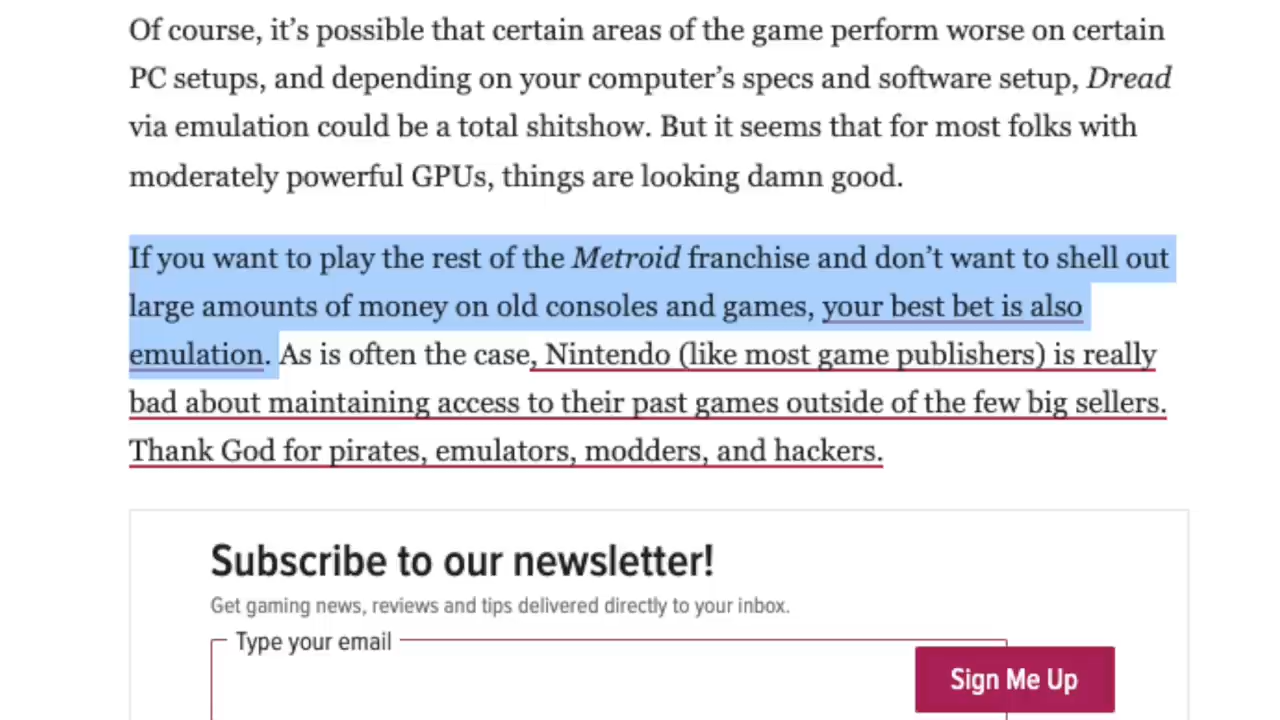 Of course, it’s possible that certain areas of the game perform worse on certain
PC setups, and depending on your computer’s specs and software setup, Dread
via emulation could be a total shitshow. But it seems that for most folks with
moderately powerful GPUs, things are looking damn good.
If you want to play the rest of the Metroid franchise and don’t want to shell out
large amounts of money on old consoles and games, your best bet is also
emulation. As is often the case, Nintendo (like most game publishers) is really
bad about maintaining access to their past games outside of the few big sellers.
Thank God for pirates, emulators, modders, and hackers.
Subscribe to our newsletter!
Get gaming news, reviews and tips delivered directly to your inbox.
Type your email
Sign Me Up